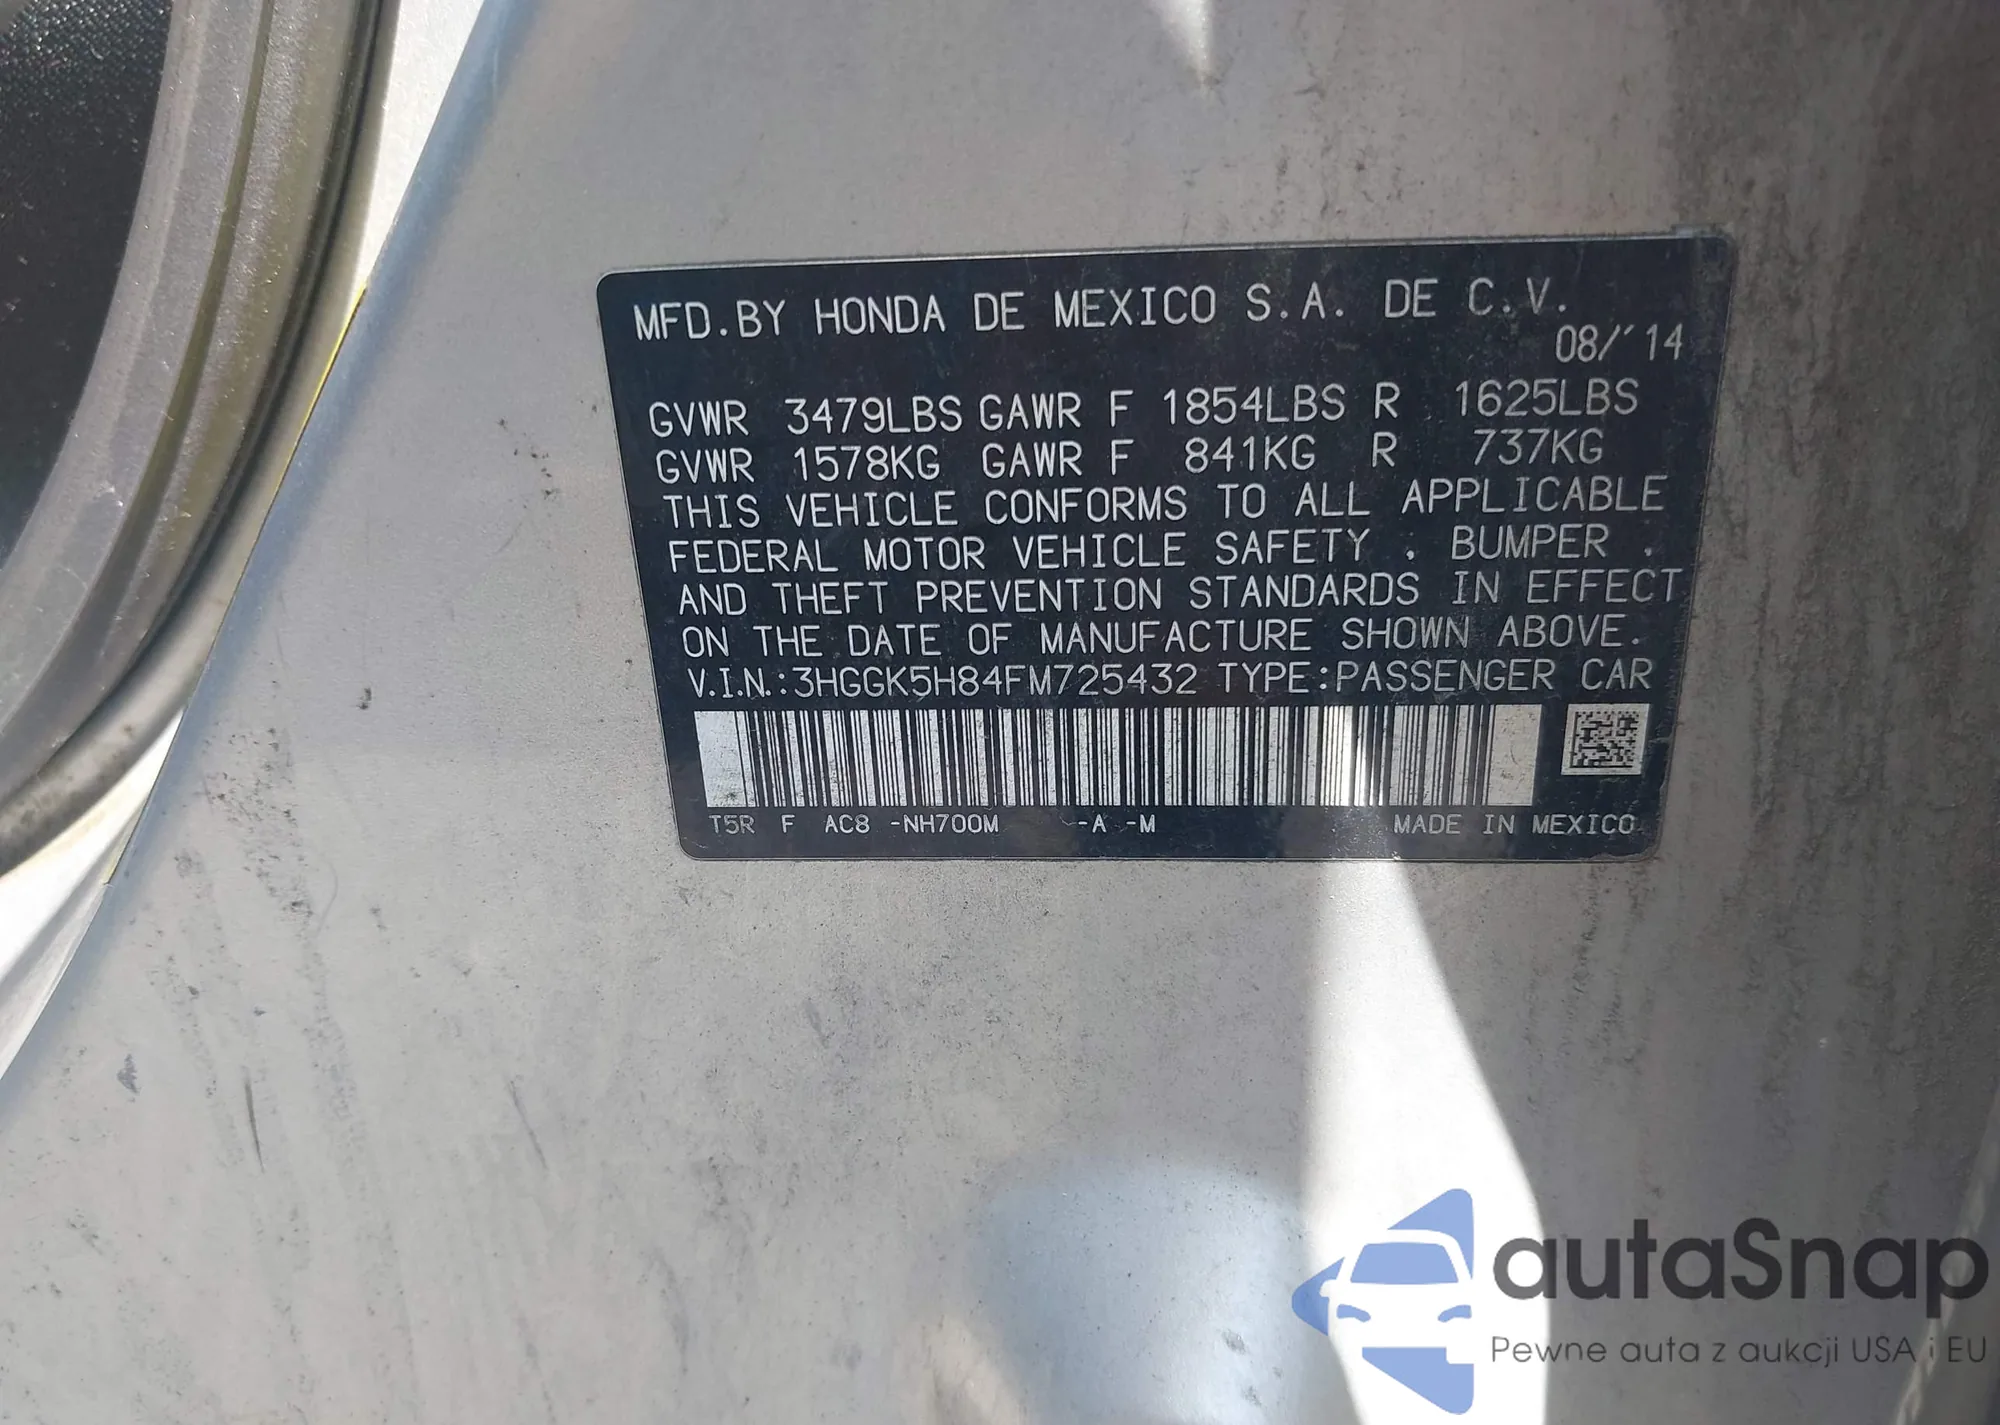 MFD.BY HONDA DE MEXICO S.A. DE C.V.
08/'14
GVWR 3479LBS GAWR F 1854LBS R 1625LBS
GVWR 1578KG GAWR F 841KG R 737KG
THIS VEHICLE CONFORMS TO ALL APPLICABLE
FEDERAL MOTOR VEHICLE SAFETY , BUMPER ,
AND THEFT PREVENTION STANDARDS IN EFFECT
ON THE DATE OF MANUFACTURE SHOWN ABOVE.
V.I.N.:3HGGK5H84FM725432 TYPE:PASSENGER CAR
T5R F AC8 -NH700M -A -M MADE IN MEXICO
autaSnap
Pewne auta z aukcji USA i EU